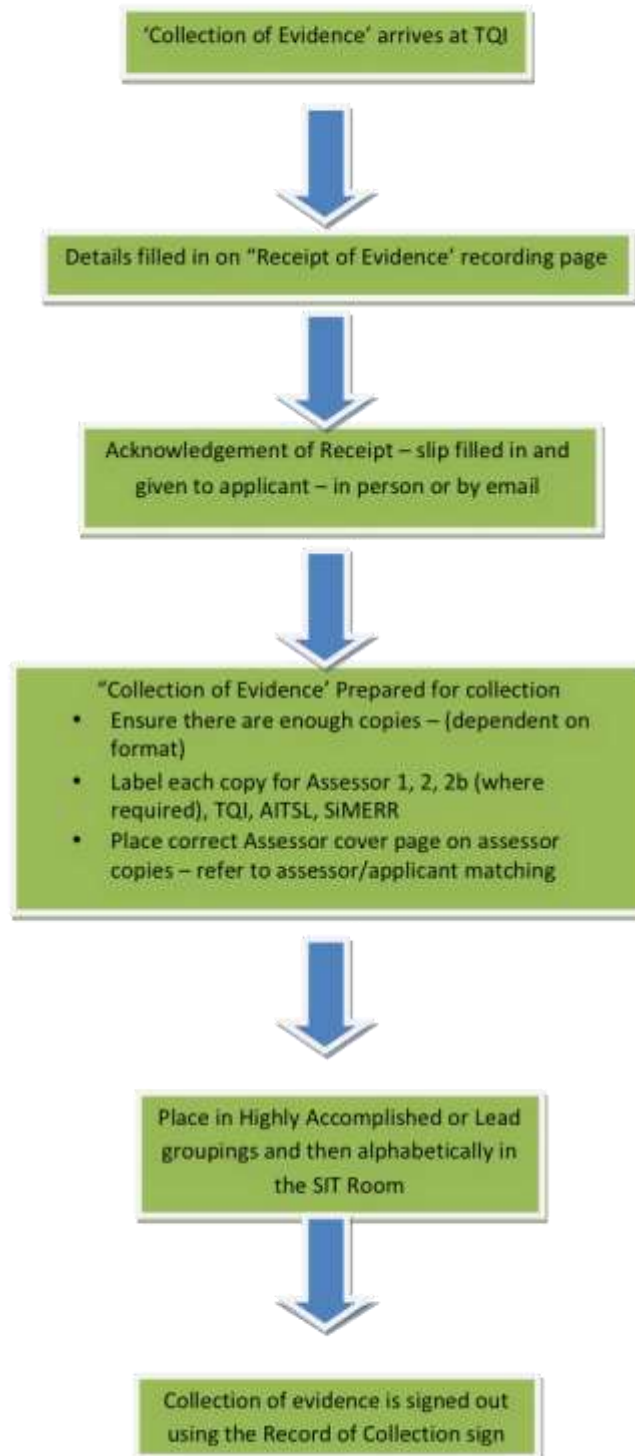 ‘Collection of Evidence’ arrives at TQI
Details filled in on “Receipt of Evidence’ recording page
Acknowledgement of Receipt – slip filled in and
given to applicant – in person or by email
“Collection of Evidence’ Prepared for collection
• Ensure there are enough copies – (dependent on
format)
• Label each copy for Assessor 1, 2, 2b (where
required), TQI, AITSL, SiMERR
• Place correct Assessor cover page on assessor
copies – refer to assessor/applicant matching
Place in Highly Accomplished or Lead
groupings and then alphabetically in
the SIT Room
Collection of evidence is signed out
using the Record of Collection sign